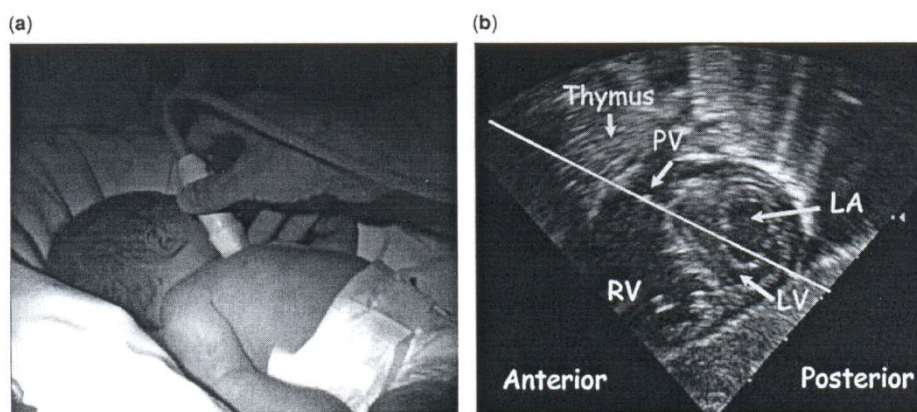 (a)
(b)
Thymus
PV
LA
RV
LV
Anterior
Posterior